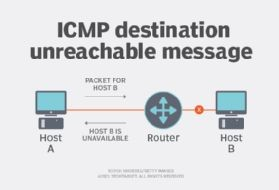 ICMP destination
unreachable message
PACKET FOR
HOST B
HOST B IS
UNAVAILABLE
Host
A
Router
Host
B
X